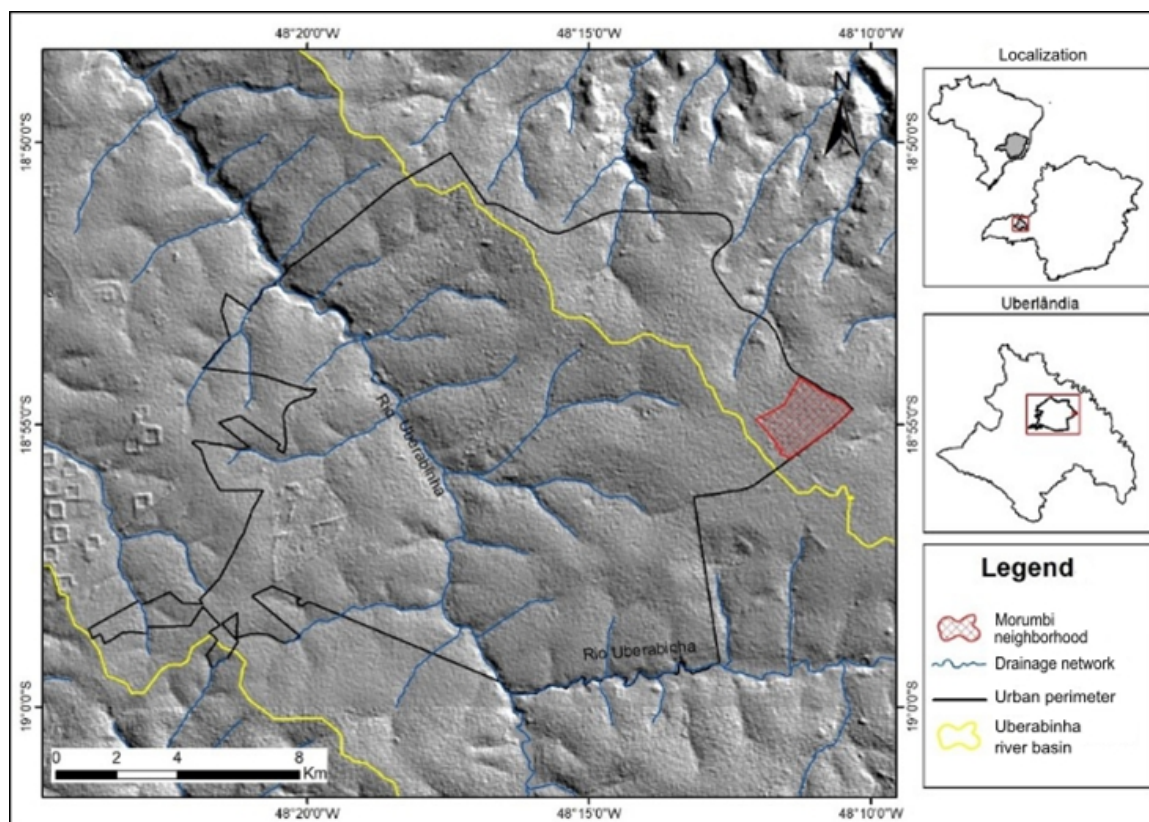 48°20'0"W
48°15'0"W
48°10'0"W
18°50'0"S
18°55'0"S
19°0'0"S
N
Rio Uberabinha
Rio Uberabicha
0 2 4 8
Km
18°50'0"S
18°55'0"S
19°0'0"S
48°20'0"W
48°15'0"W
48°10'0"W
Localization
Uberlândia
Legend
Morumbi
neighborhood
Drainage network
Urban perimeter
Uberabinha
river basin